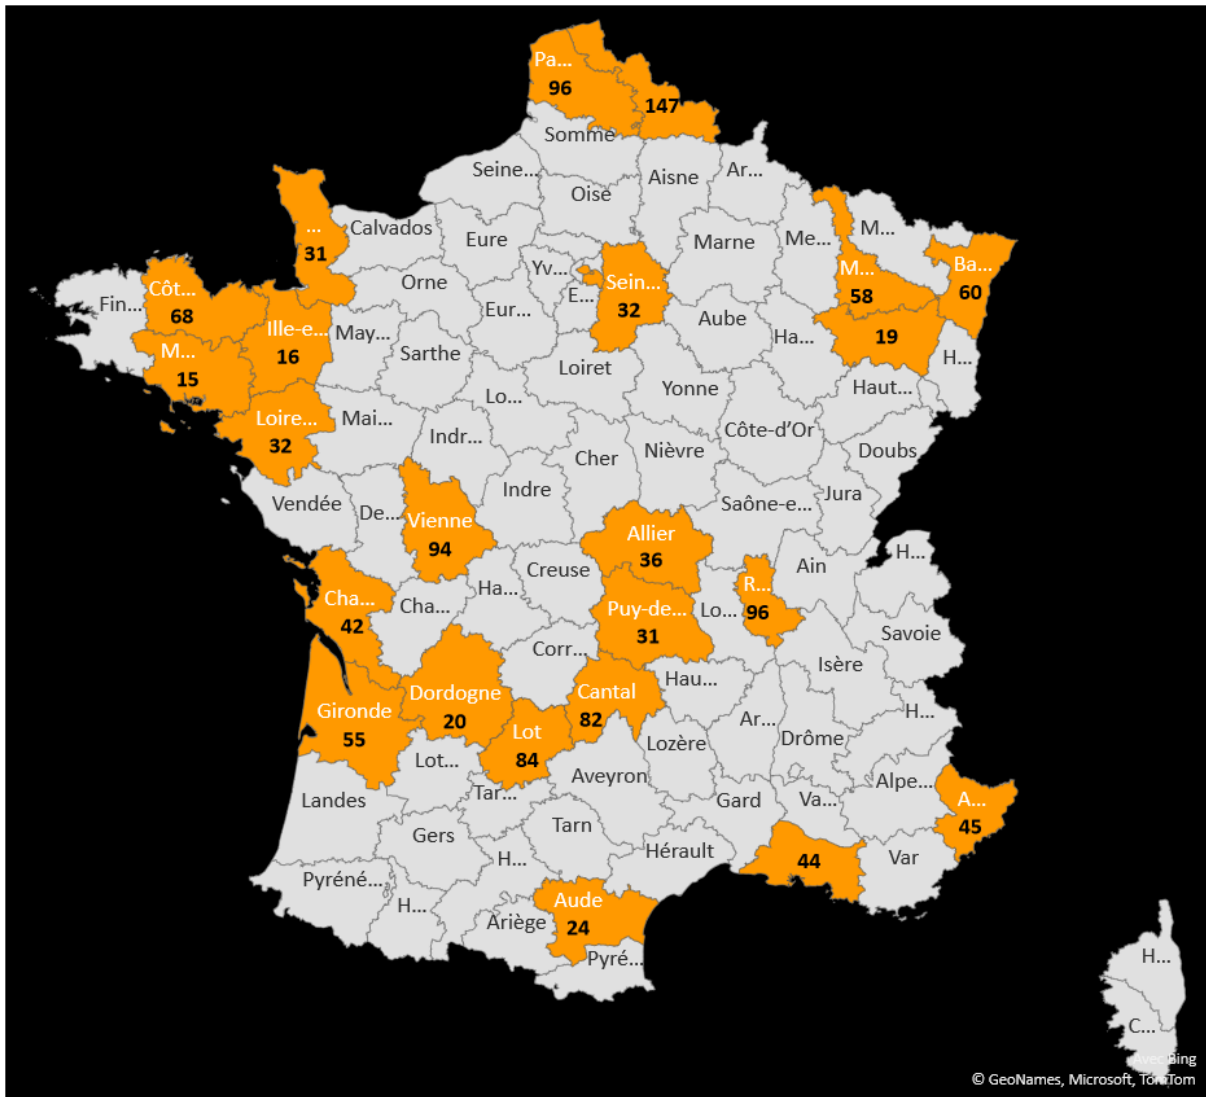 Pa...
96
147
Somme
Seine...
Aisne
Ar...
Oise
...
31
Calvados
Eure
Marne
Me...
M...
Yv...
Sein...
32
E...
M...
58
Ba...
60
Orne
Fin...
Côt...
68
Eur...
Aube
Ille-e...
16
May...
Ha...
19
M...
15
Sarthe
Loiret
H...
Yonne
Haut...
Lo...
Loire...
32
Mai...
Indr...
Côte-d’Or
Cher
Nièvre
Doubs
Indre
Vendée
De...
Saône-e...
Jura
Vienne
94
Allier
36
H...
Creuse
Ain
Ha...
R...
96
Cha...
42
Cha...
Puy-de...
31
Lo...
Savoie
Corr...
Isère
Hau...
Dordogne
20
Cantal
82
Gironde
55
Lot
84
Ar...
H...
Drôme
Lozère
Lot...
Aveyron
Alpe...
Landes
Tar...
Gard
Va...
A...
45
Gers
Tarn
Hérault
44
Var
H...
Pyréné...
H...
Aude
24
Ariège
Pyré...
H...
C...
Avec Bing
© GeoNames, Microsoft, TomTom